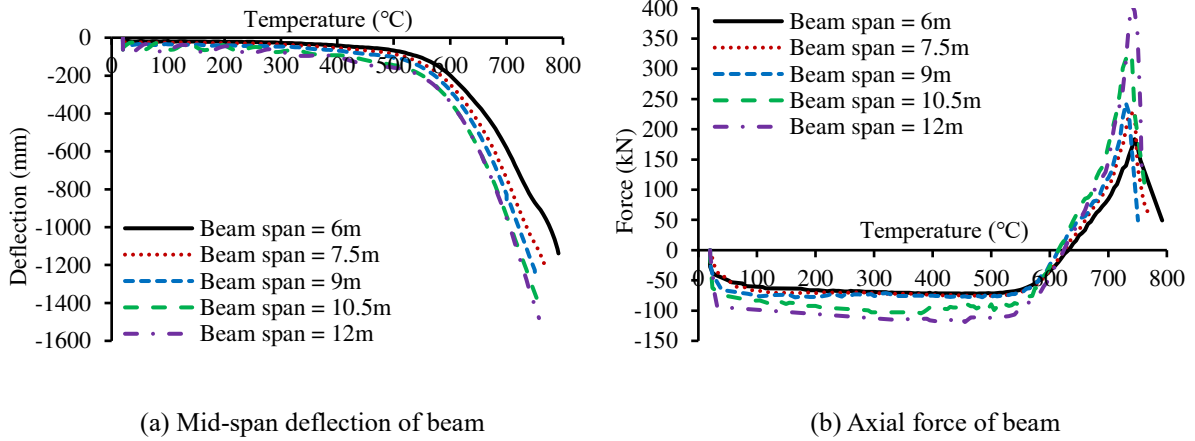 Temperature (°C)
0
-200
-400
-600
-800
-1000
-1200
-1400
-1600
0 100 200 300 400 500 600 700 800
Deflection (mm)
Beam span = 6m
Beam span = 7.5m
Beam span = 9m
Beam span = 10.5m
Beam span = 12m
(a) Mid-span deflection of beam
400
350
300
250
200
150
100
50
0
-50
-100
-150
Force (kN)
Beam span = 6m
Beam span = 7.5m
Beam span = 9m
Beam span = 10.5m
Beam span = 12m
Temperature (°C)
0 100 200 300 400 500 600 700 800
(b) Axial force of beam